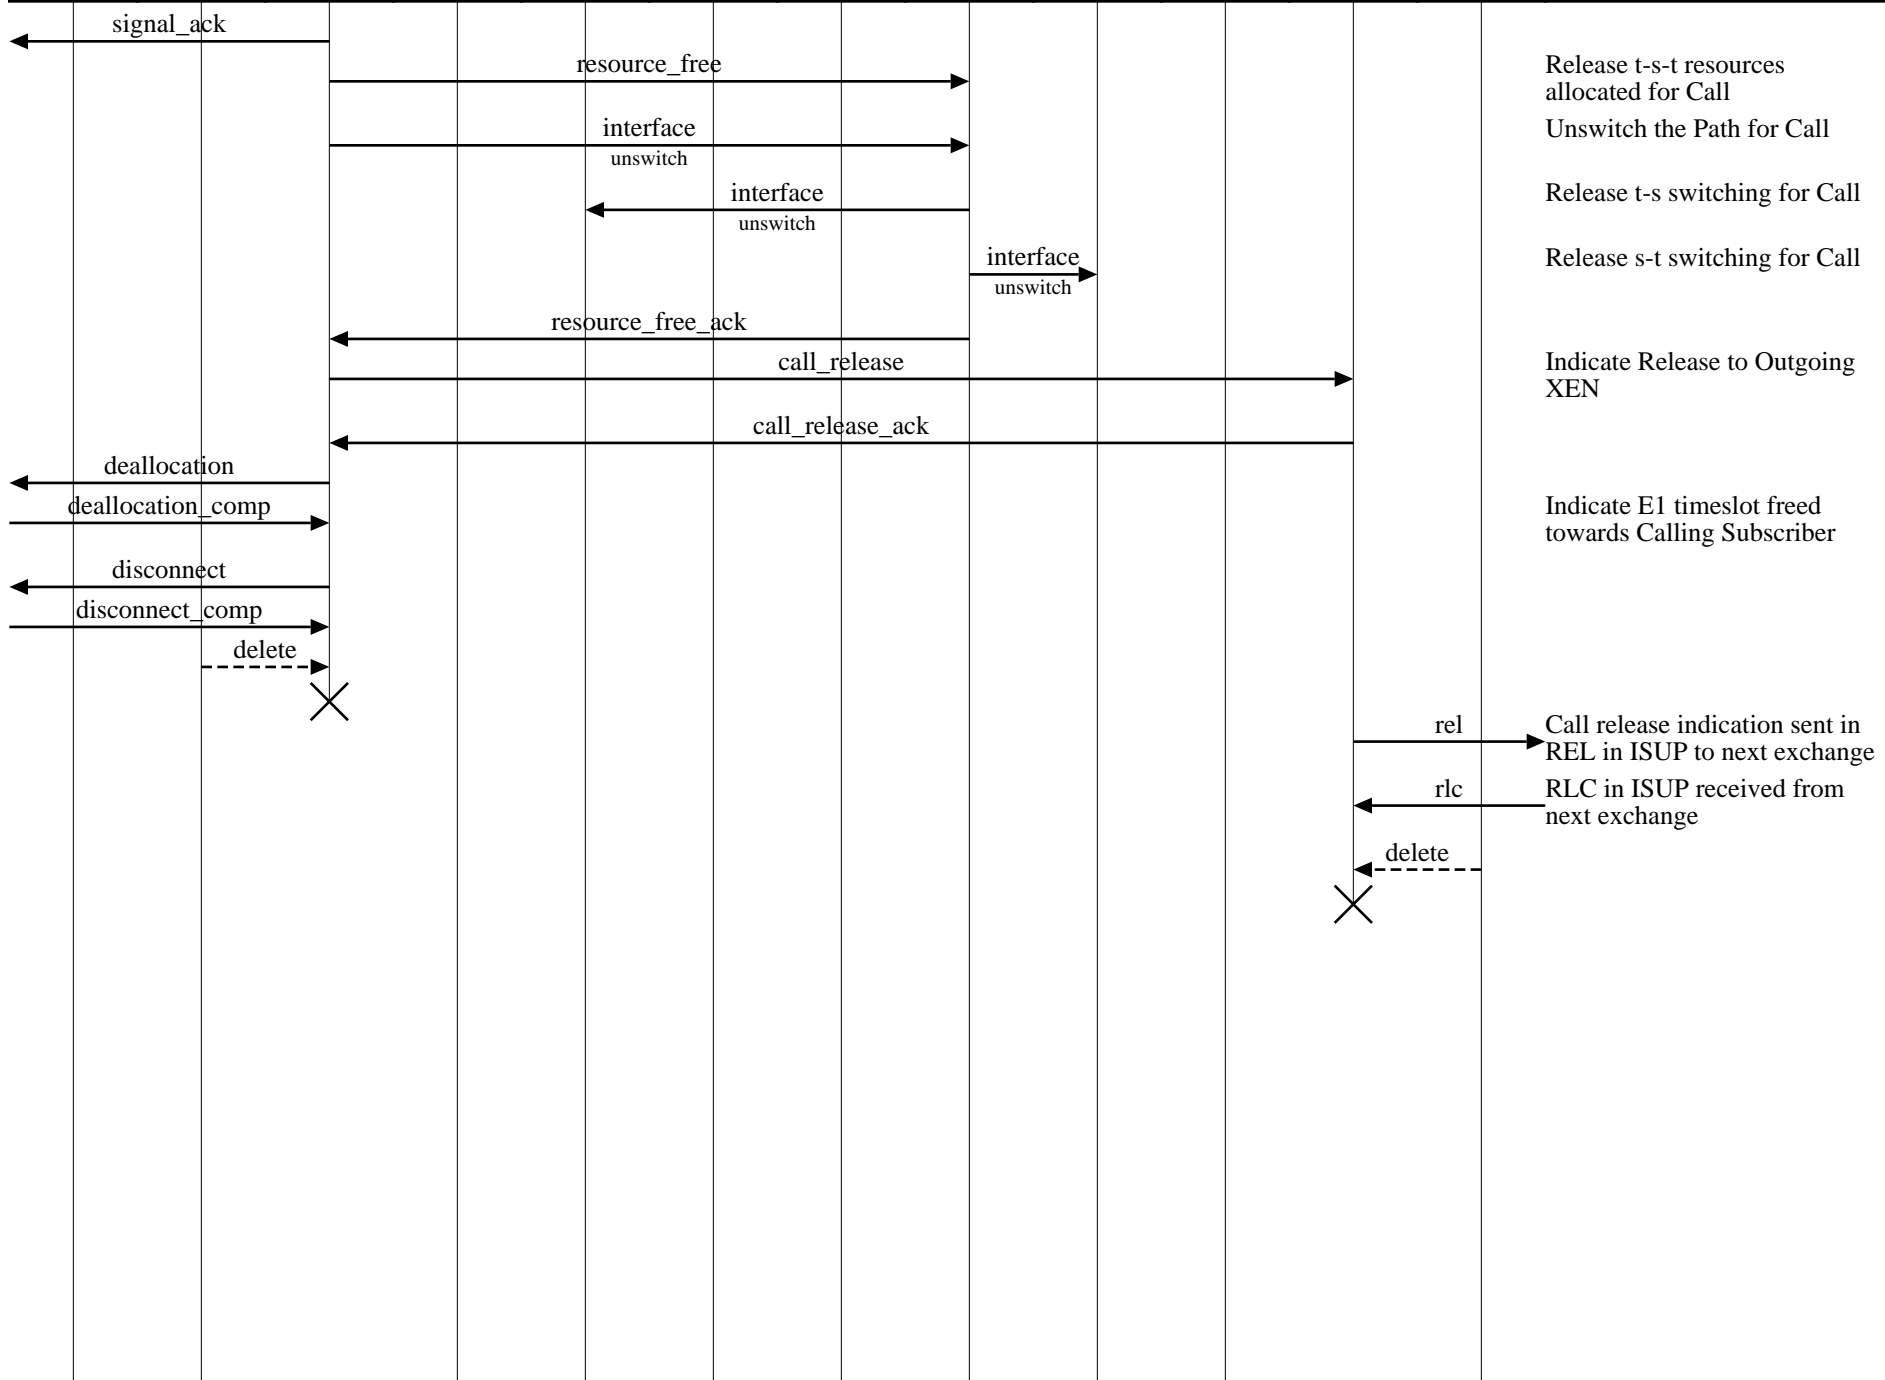 signal_ack
resource_free
Release t-s-t resources
allocated for Call
interface
unswitch
Unswitch the Path for Call
interface
unswitch
Release t-s switching for Call
interface
unswitch
Release s-t switching for Call
resource_free_ack
call_release
Indicate Release to Outgoing
XEN
call_release_ack
deallocation
deallocation_comp
Indicate E1 timeslot freed
towards Calling Subscriber
disconnect
disconnect_comp
delete
rel
Call release indication sent in
REL in ISUP to next exchange
rlc
RLC in ISUP received from
next exchange
delete